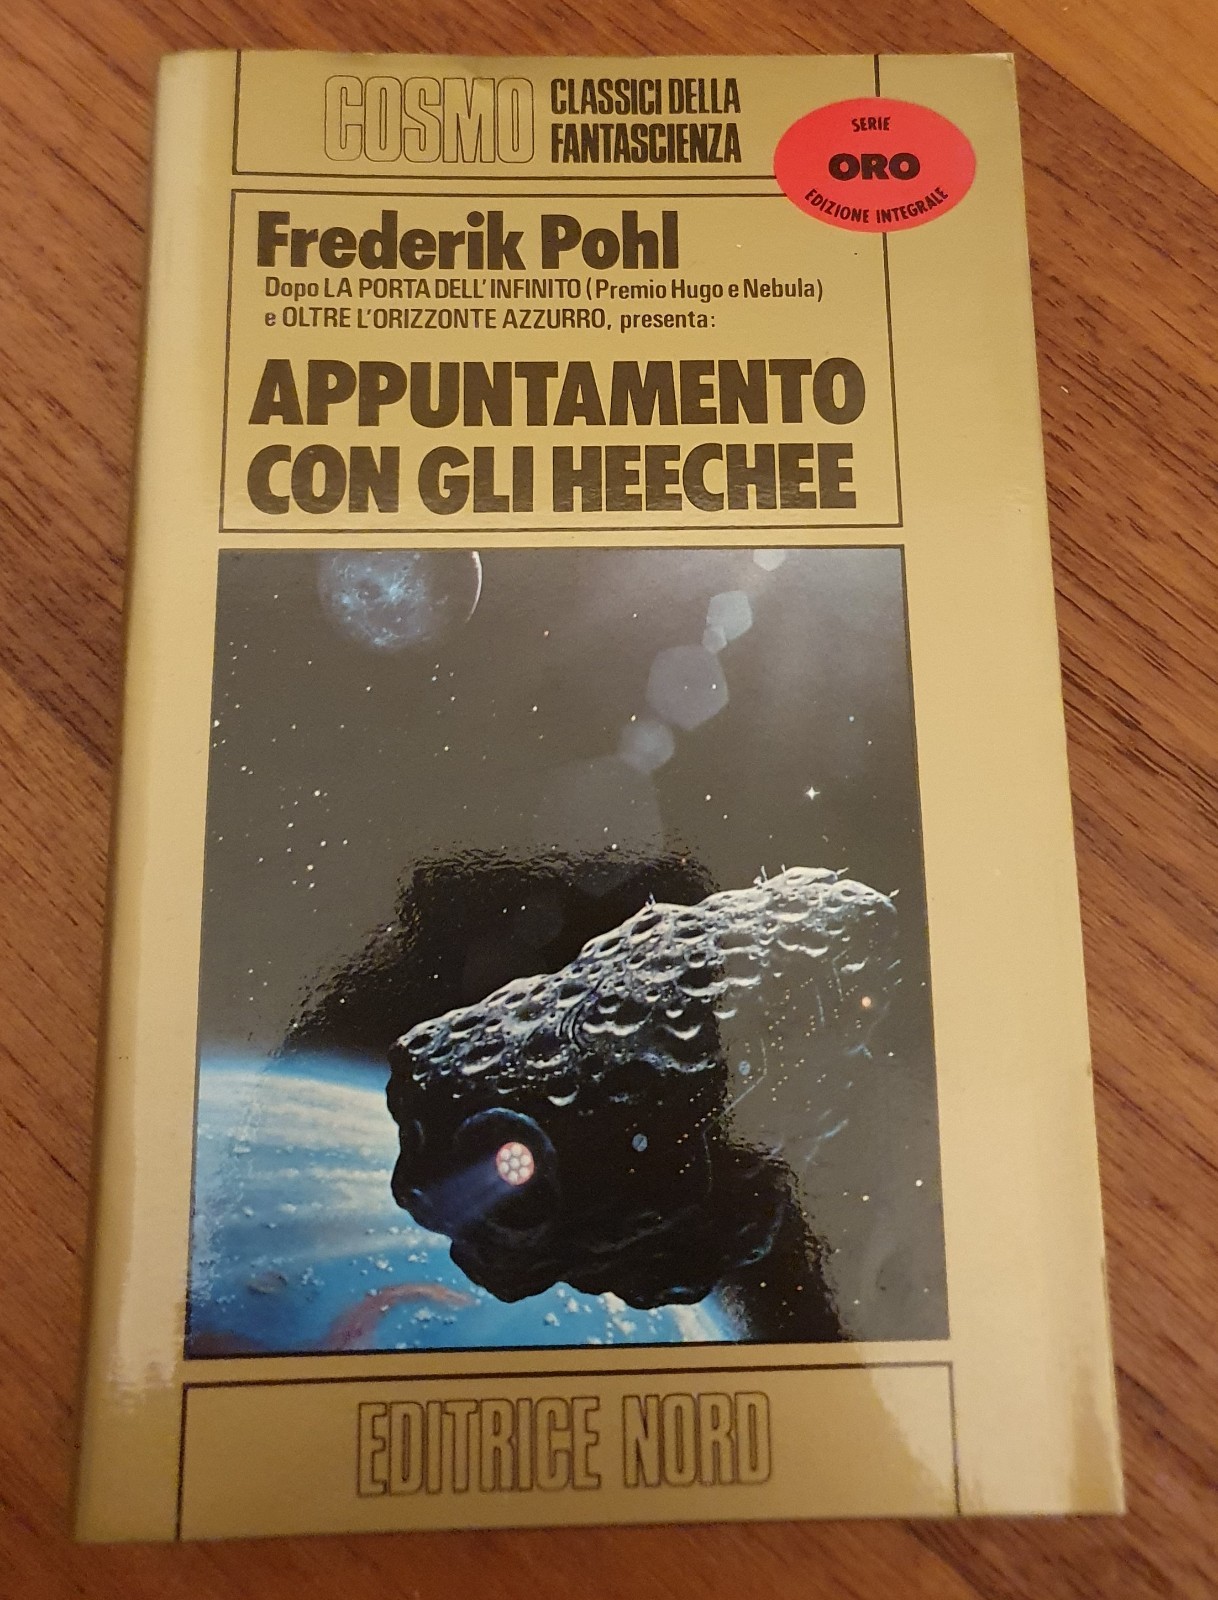 COSMO
CLASSICI DELLA
FANTASCIENZA
SERIE
ORO
EDIZIONE INTEGRALE
Frederik Pohl
Dopo LA PORTA DELL'INFINITO (Premio Hugo e Nebula)
e OLTRE L'ORIZZONTE AZZURRO, presenta:
APPUNTAMENTO
CON GLI HEECHEE
EDITRICE NORD